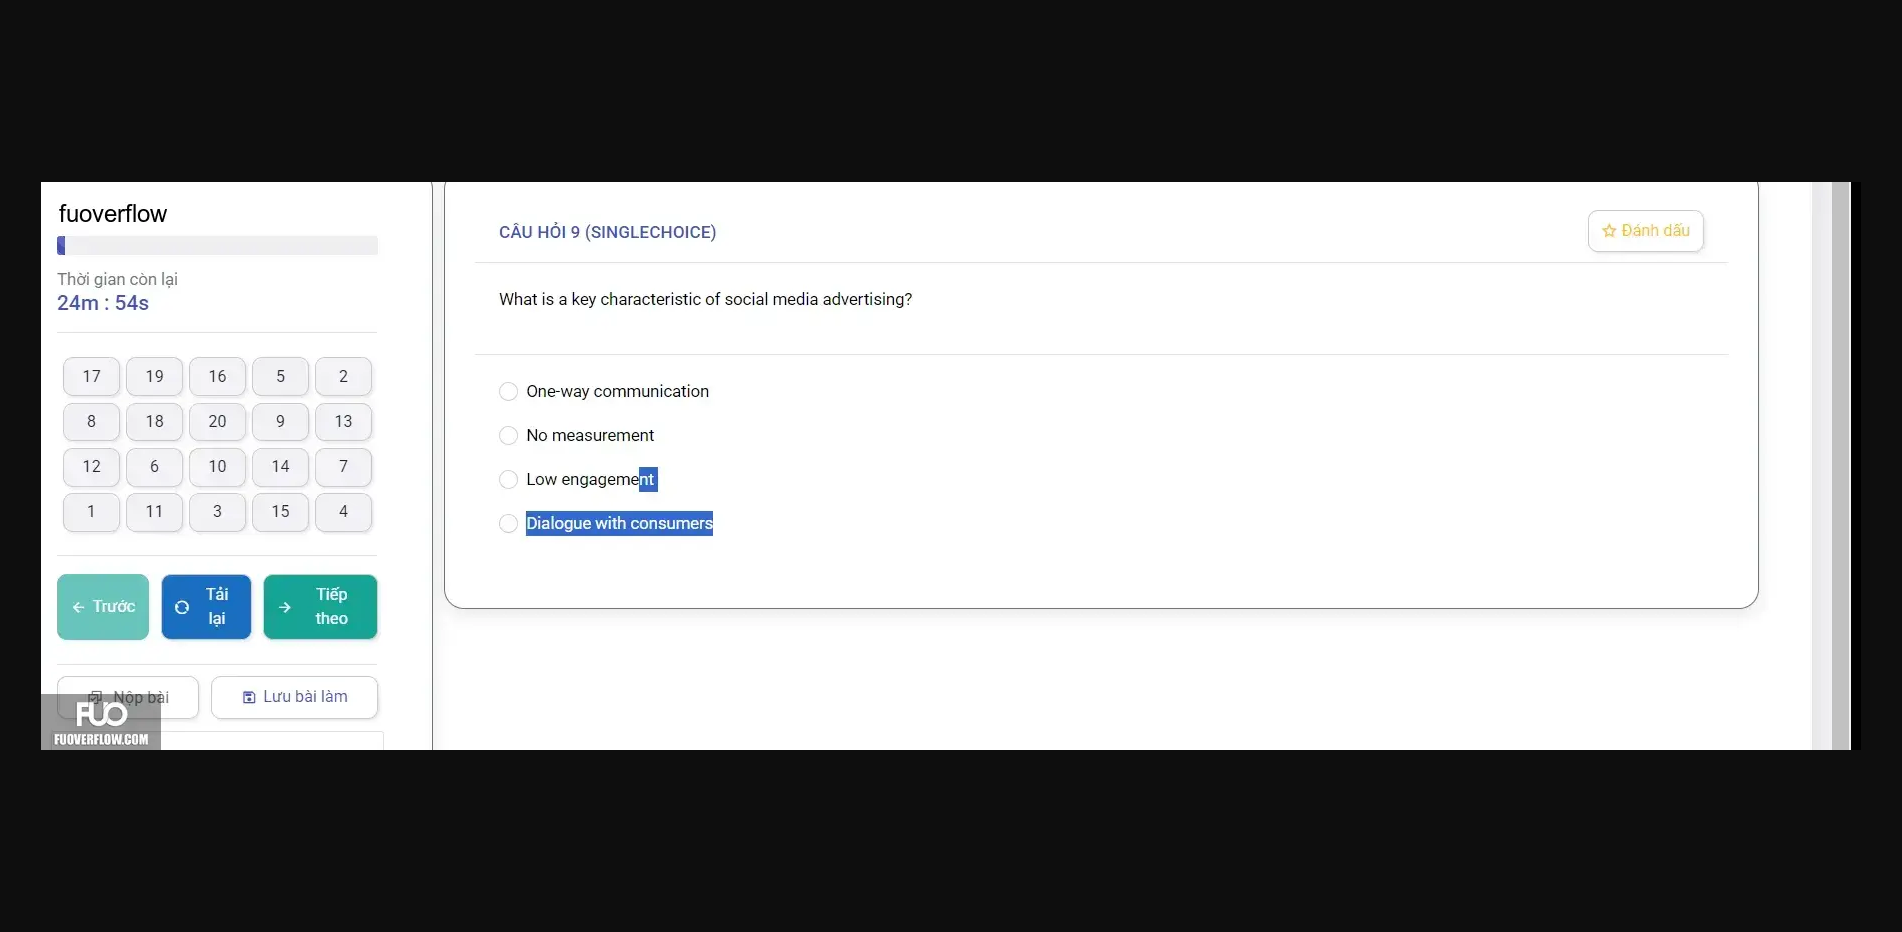 fuoverflow
Thời gian còn lại
24m : 54s
17 19 16 5 2
8 18 20 9 13
12 6 10 14 7
1 11 3 15 4
Trước
Tải lại
Tiếp theo
Nộp bài
Lưu bài làm
FUO
FUOVERFLOW.COM
CÂU HỎI 9 (SINGLECHOICE)
Đánh dấu
What is a key characteristic of social media advertising?
One-way communication
No measurement
Low engagement
Dialogue with consumers